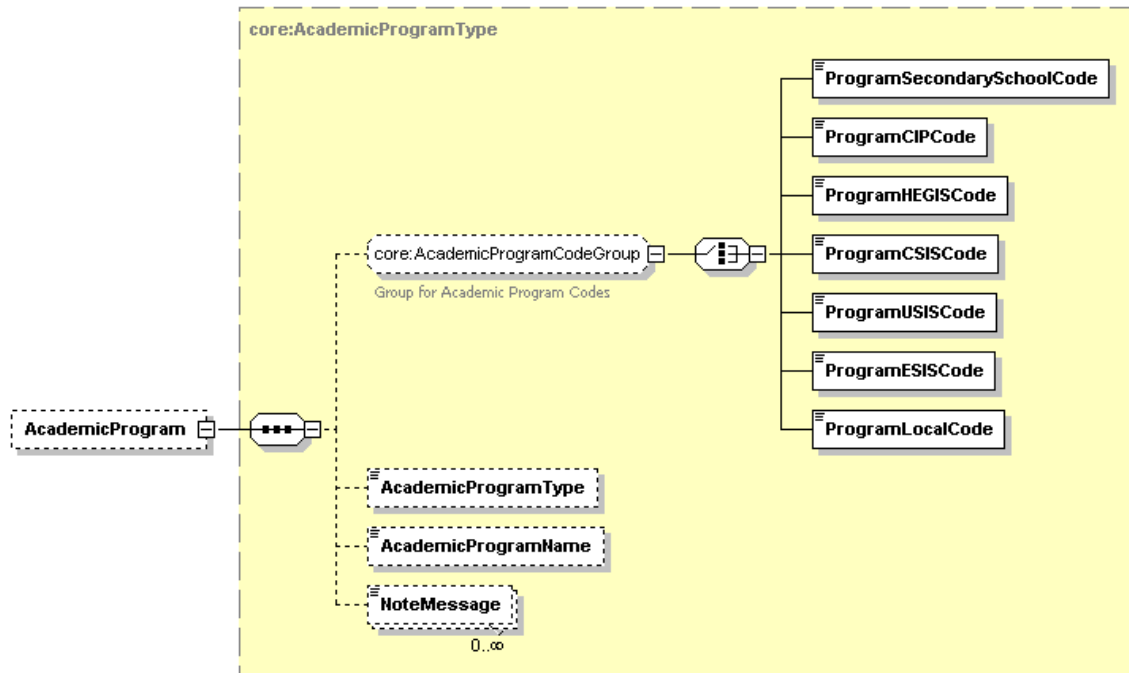 core:AcademicProgramType
ProgramSecondarySchoolCode
ProgramCIPCode
ProgramHEGISCode
core:AcademicProgramCodeGroup
ProgramCSISCode
Group for Academic Program Codes
ProgramUSISCode
ProgramESISCode
AcademicProgram
ProgramLocalCode
AcademicProgramType
AcademicProgramName
NoteMessage
0..∞